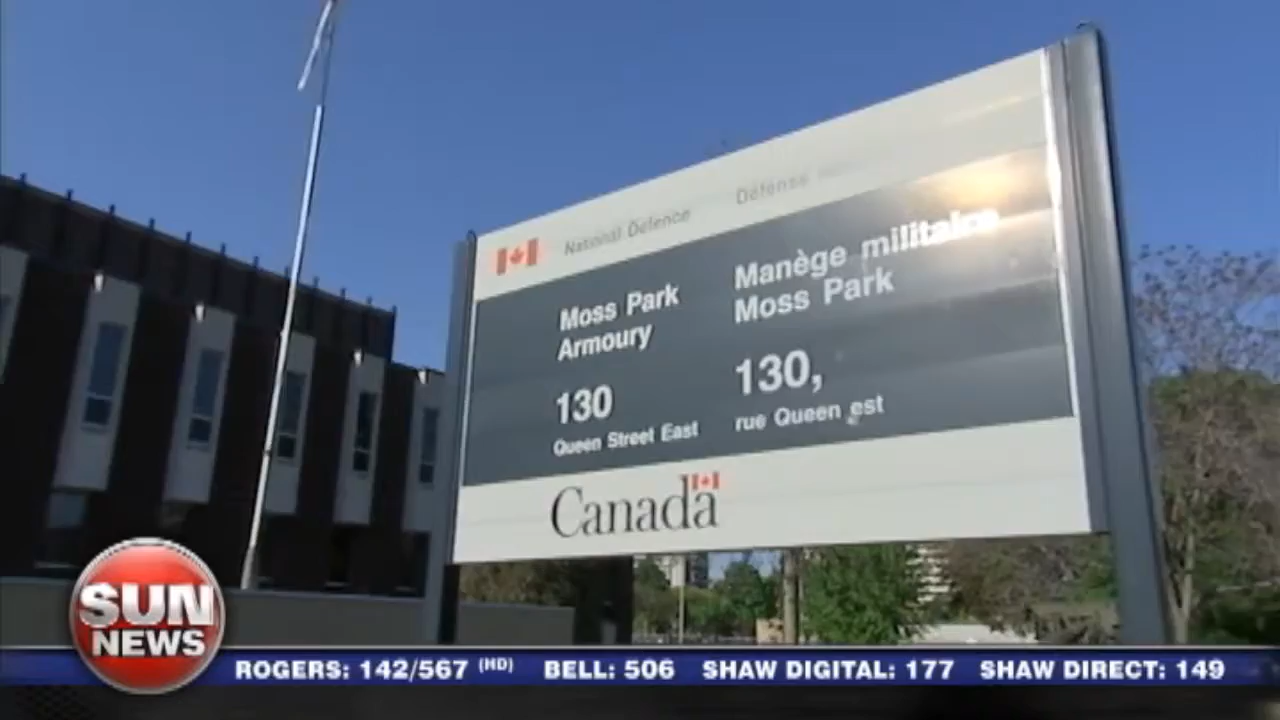 National Defence
Défense
Moss Park
Armoury
130
Queen Street East
Manège militaire
Moss Park
130,
rue Queen est
Canada
SUN
NEWS
ROGERS: 142/567 (HD) BELL: 506 SHAW DIGITAL: 177 SHAW DIRECT: 149